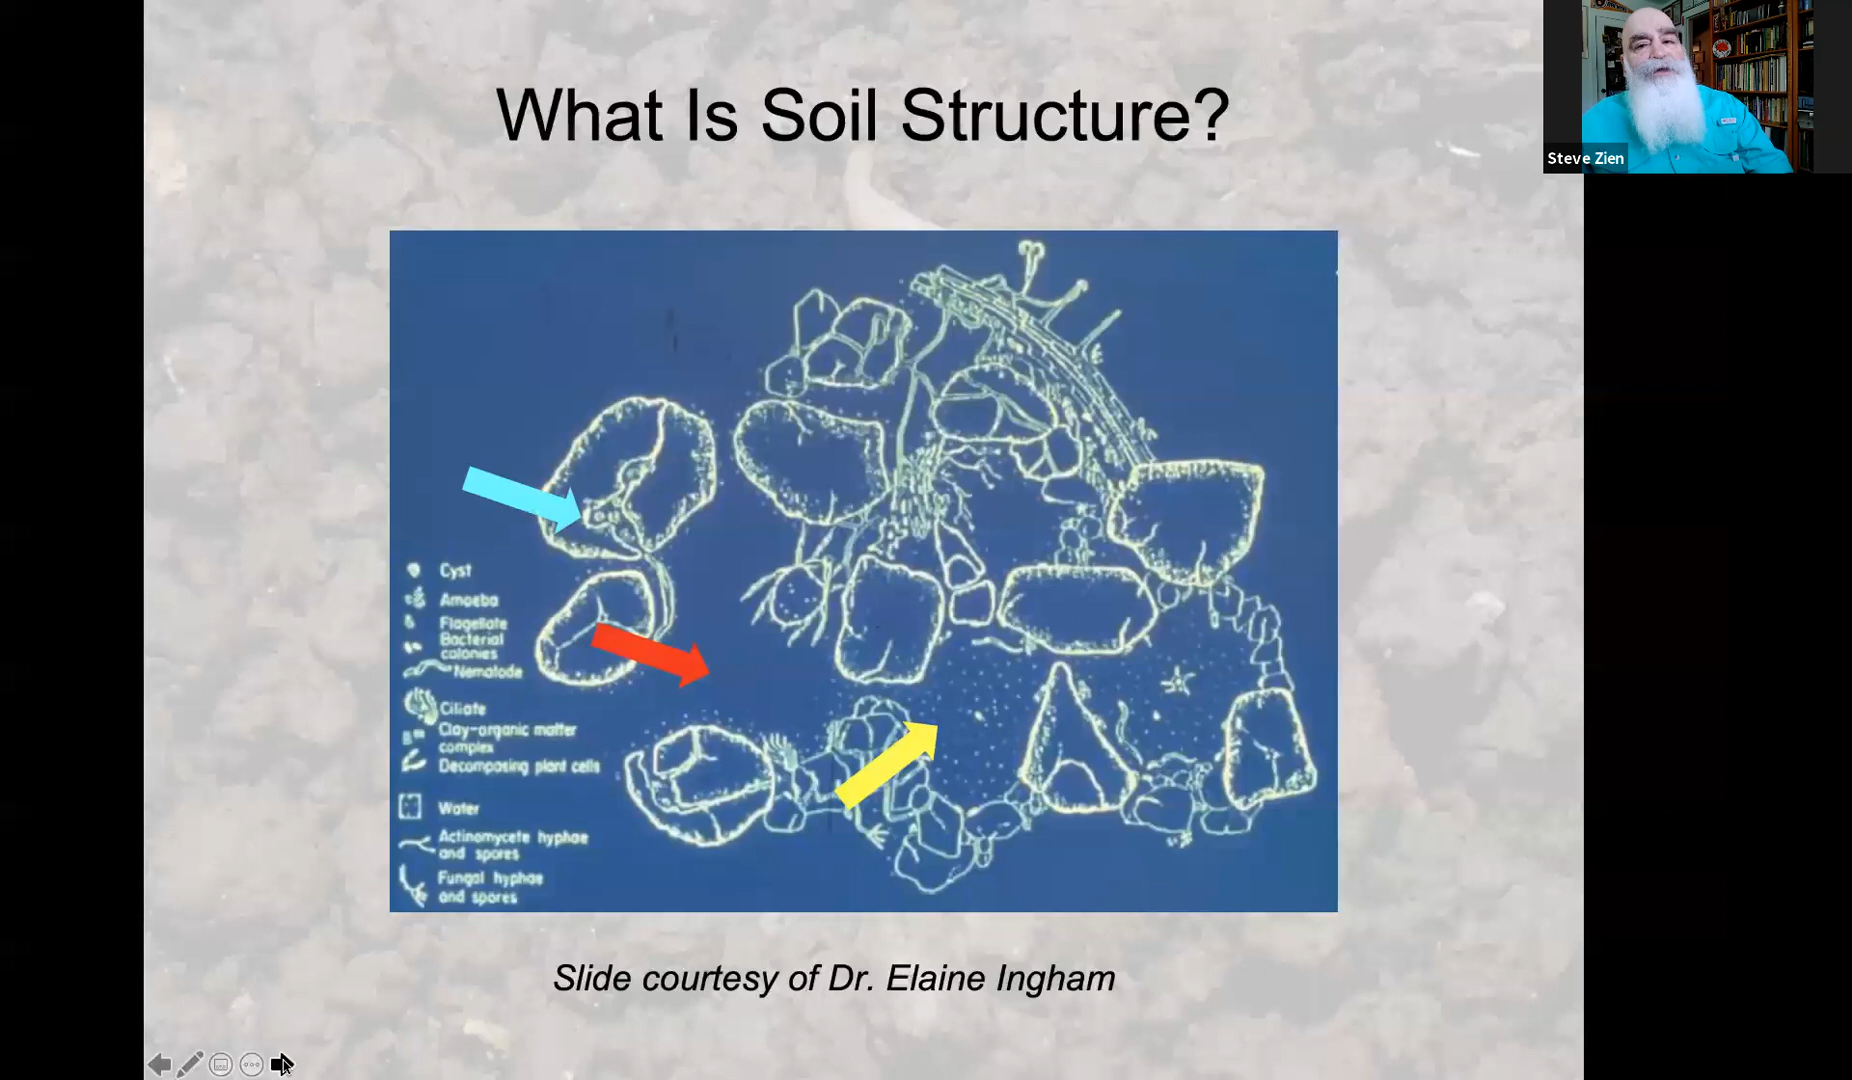 What Is Soil Structure?
Steve Zien
Cyst
Amoeba
Flagellate
Bacterial
colonies
Nematode
Ciliate
Clay-organic matter
complex
Decomposing plant cells
Water
Actinomycete hyphae
and spores
Fungal hyphae
and spores
Slide courtesy of Dr. Elaine Ingham